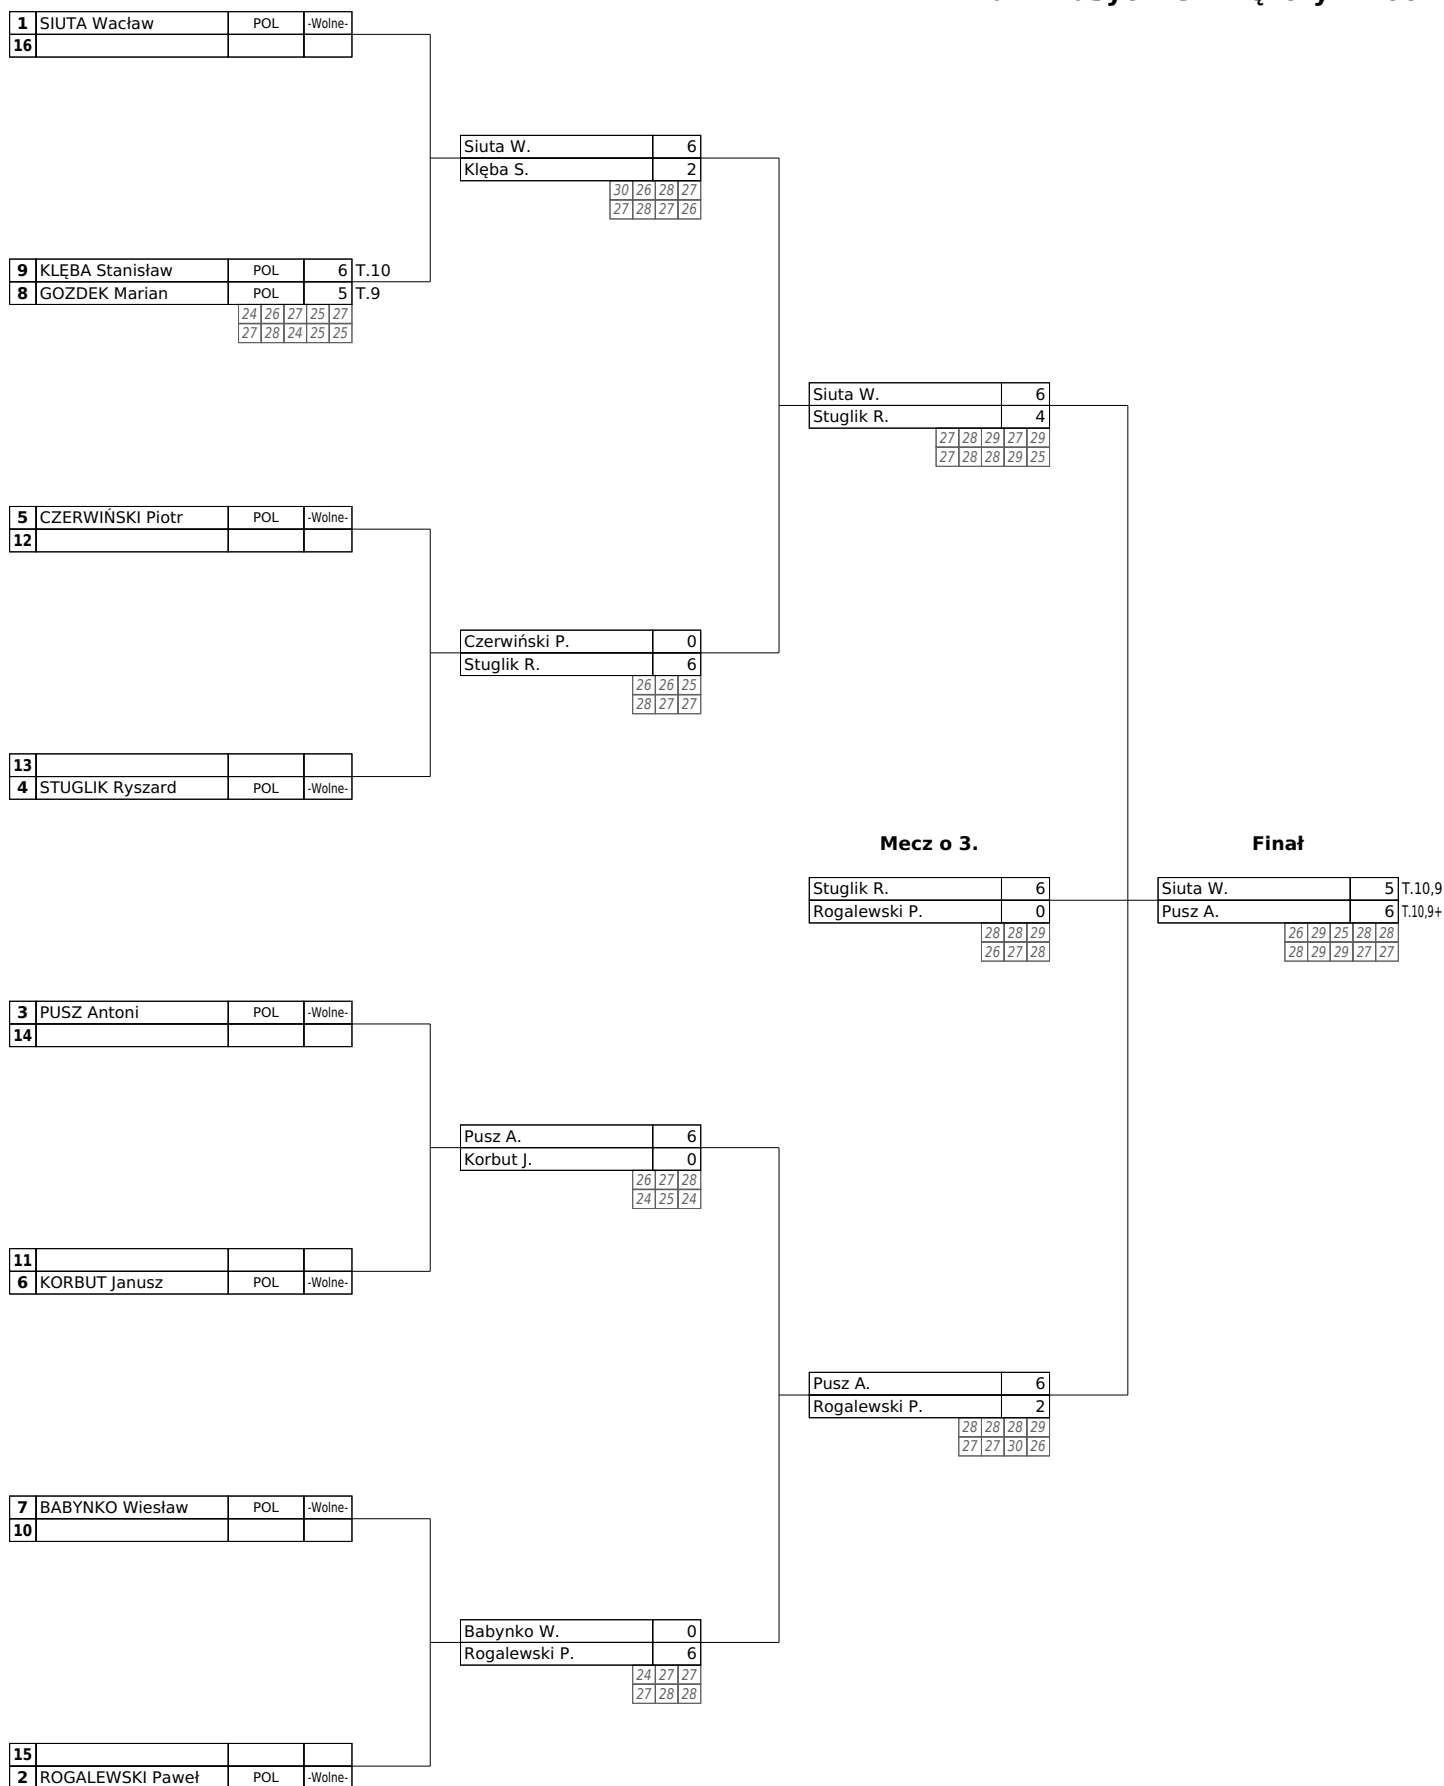 1 SIUTA Wacław POL -Wolne-
16
Siuta W. 6
Klęba S. 2
30 26 28 27
27 28 27 26
9 KLĘBA Stanisław POL 6 T.10
8 GOZDEK Marian POL 5 T.9
24 26 27 25 27
27 28 24 25 25
Siuta W. 6
Stuglik R. 4
27 28 29 27 29
27 28 28 29 25
5 CZERWIŃSKI Piotr POL -Wolne-
12
Czerwiński P. 0
Stuglik R. 6
26 26 25
28 27 27
13
4 STUGLIK Ryszard POL -Wolne-
Mecz o 3. Finał
Stuglik R. 6 Siuta W. 5 T.10,9
Rogalewski P. 0 Pusz A. 6 T.10,9+
28 28 29 26 29 25 28 28
26 27 28 28 29 29 27 27
3 PUSZ Antoni POL -Wolne-
14
Pusz A. 6
Korbut J. 0
26 27 28
24 25 24
11
6 KORBUT Janusz POL -Wolne-
Pusz A. 6
Rogalewski P. 2
28 28 28 29
27 27 30 26
7 BABYNKO Wiesław POL -Wolne-
10
Babynko W. 0
Rogalewski P. 6
24 27 27
27 28 28
15
2 ROGALEWSKI Paweł POL -Wolne-